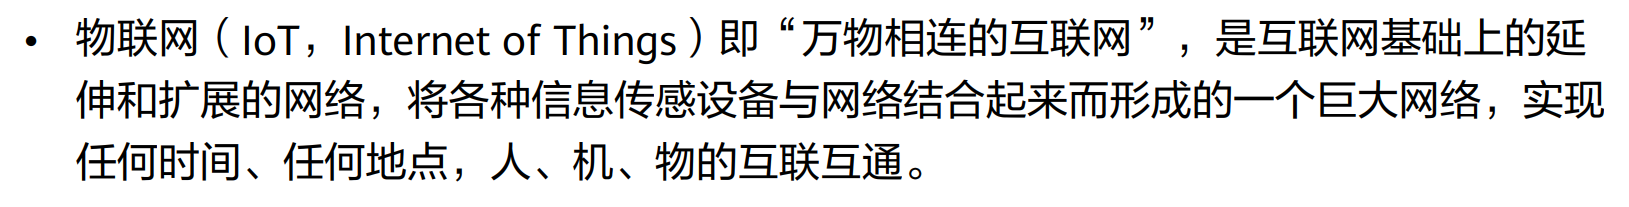 • 物联网（IoT，Internet of Things）即“万物相连的互联网”，是互联网基础上的延
伸和扩展的网络，将各种信息传感设备与网络结合起来而形成的一个巨大网络，实现
任何时间、任何地点，人、机、物的互联互通。